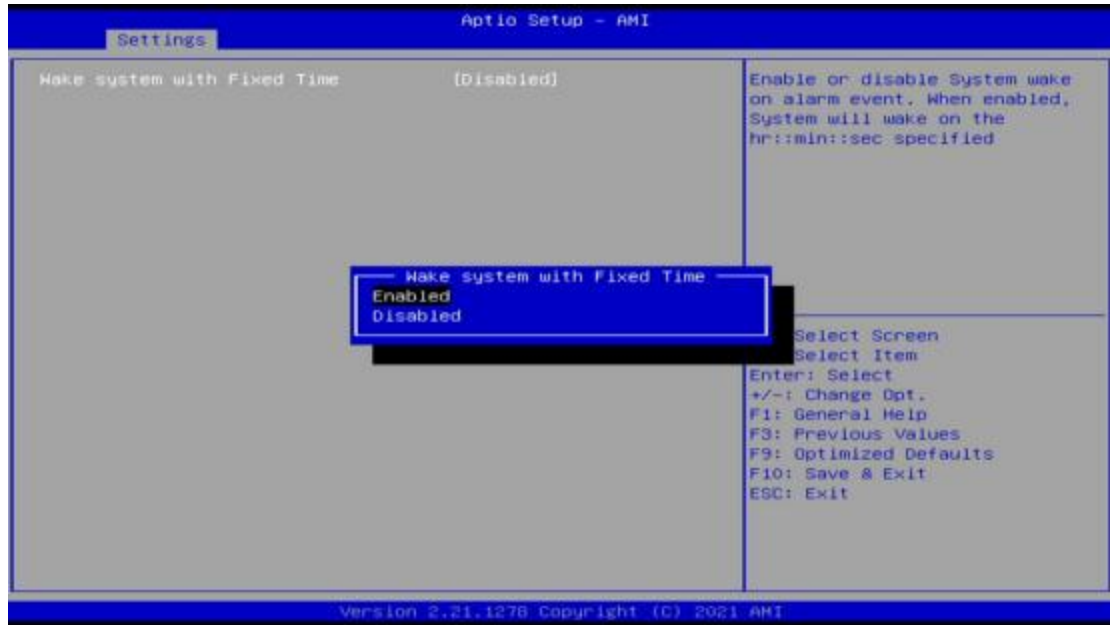 Aptio Setup - AMI
Settings
Wake system with Fixed Time [Disabled]
Enable or disable System wake
on alarm event. When enabled,
System will wake on the
hr::min::sec specified
Wake system with Fixed Time
Enabled
Disabled
Select Screen
Select Item
Enter: Select
+/-: Change Opt.
F1: General Help
F3: Previous Values
F9: Optimized Defaults
F10: Save & Exit
ESC: Exit
Version 2.21.1278 Copyright (C) 2021 AMI